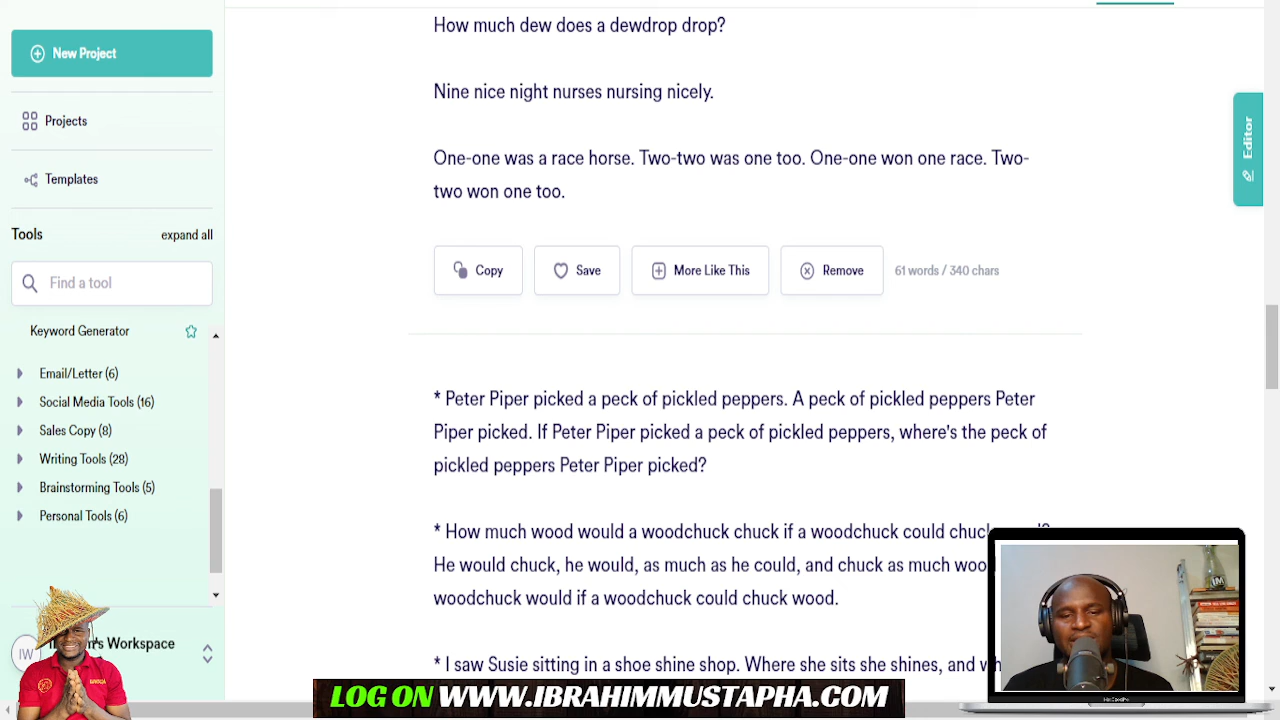 New Project
Projects
Templates
Tools
expand all
Find a tool
Keyword Generator
Email/Letter (6)
Social Media Tools (16)
Sales Copy (8)
Writing Tools (28)
Brainstorming Tools (5)
Personal Tools (6)
IW
's Workspace
How much dew does a dewdrop drop?
Nine nice night nurses nursing nicely.
One-one was a race horse. Two-two was one too. One-one won one race. Two-
two won one too.
Copy
Save
More Like This
Remove
61 words / 340 chars
* Peter Piper picked a peck of pickled peppers. A peck of pickled peppers Peter
Piper picked. If Peter Piper picked a peck of pickled peppers, where's the peck of
pickled peppers Peter Piper picked?
* How much wood would a woodchuck chuck if a woodchuck could chuck
He would chuck, he would, as much as he could, and chuck as much
woodchuck would if a woodchuck could chuck wood.
* I saw Susie sitting in a shoe shine shop. Where she sits she shines, and
Editor
LOG ON WWW.IBRAHIMMUSTAPHA.COM